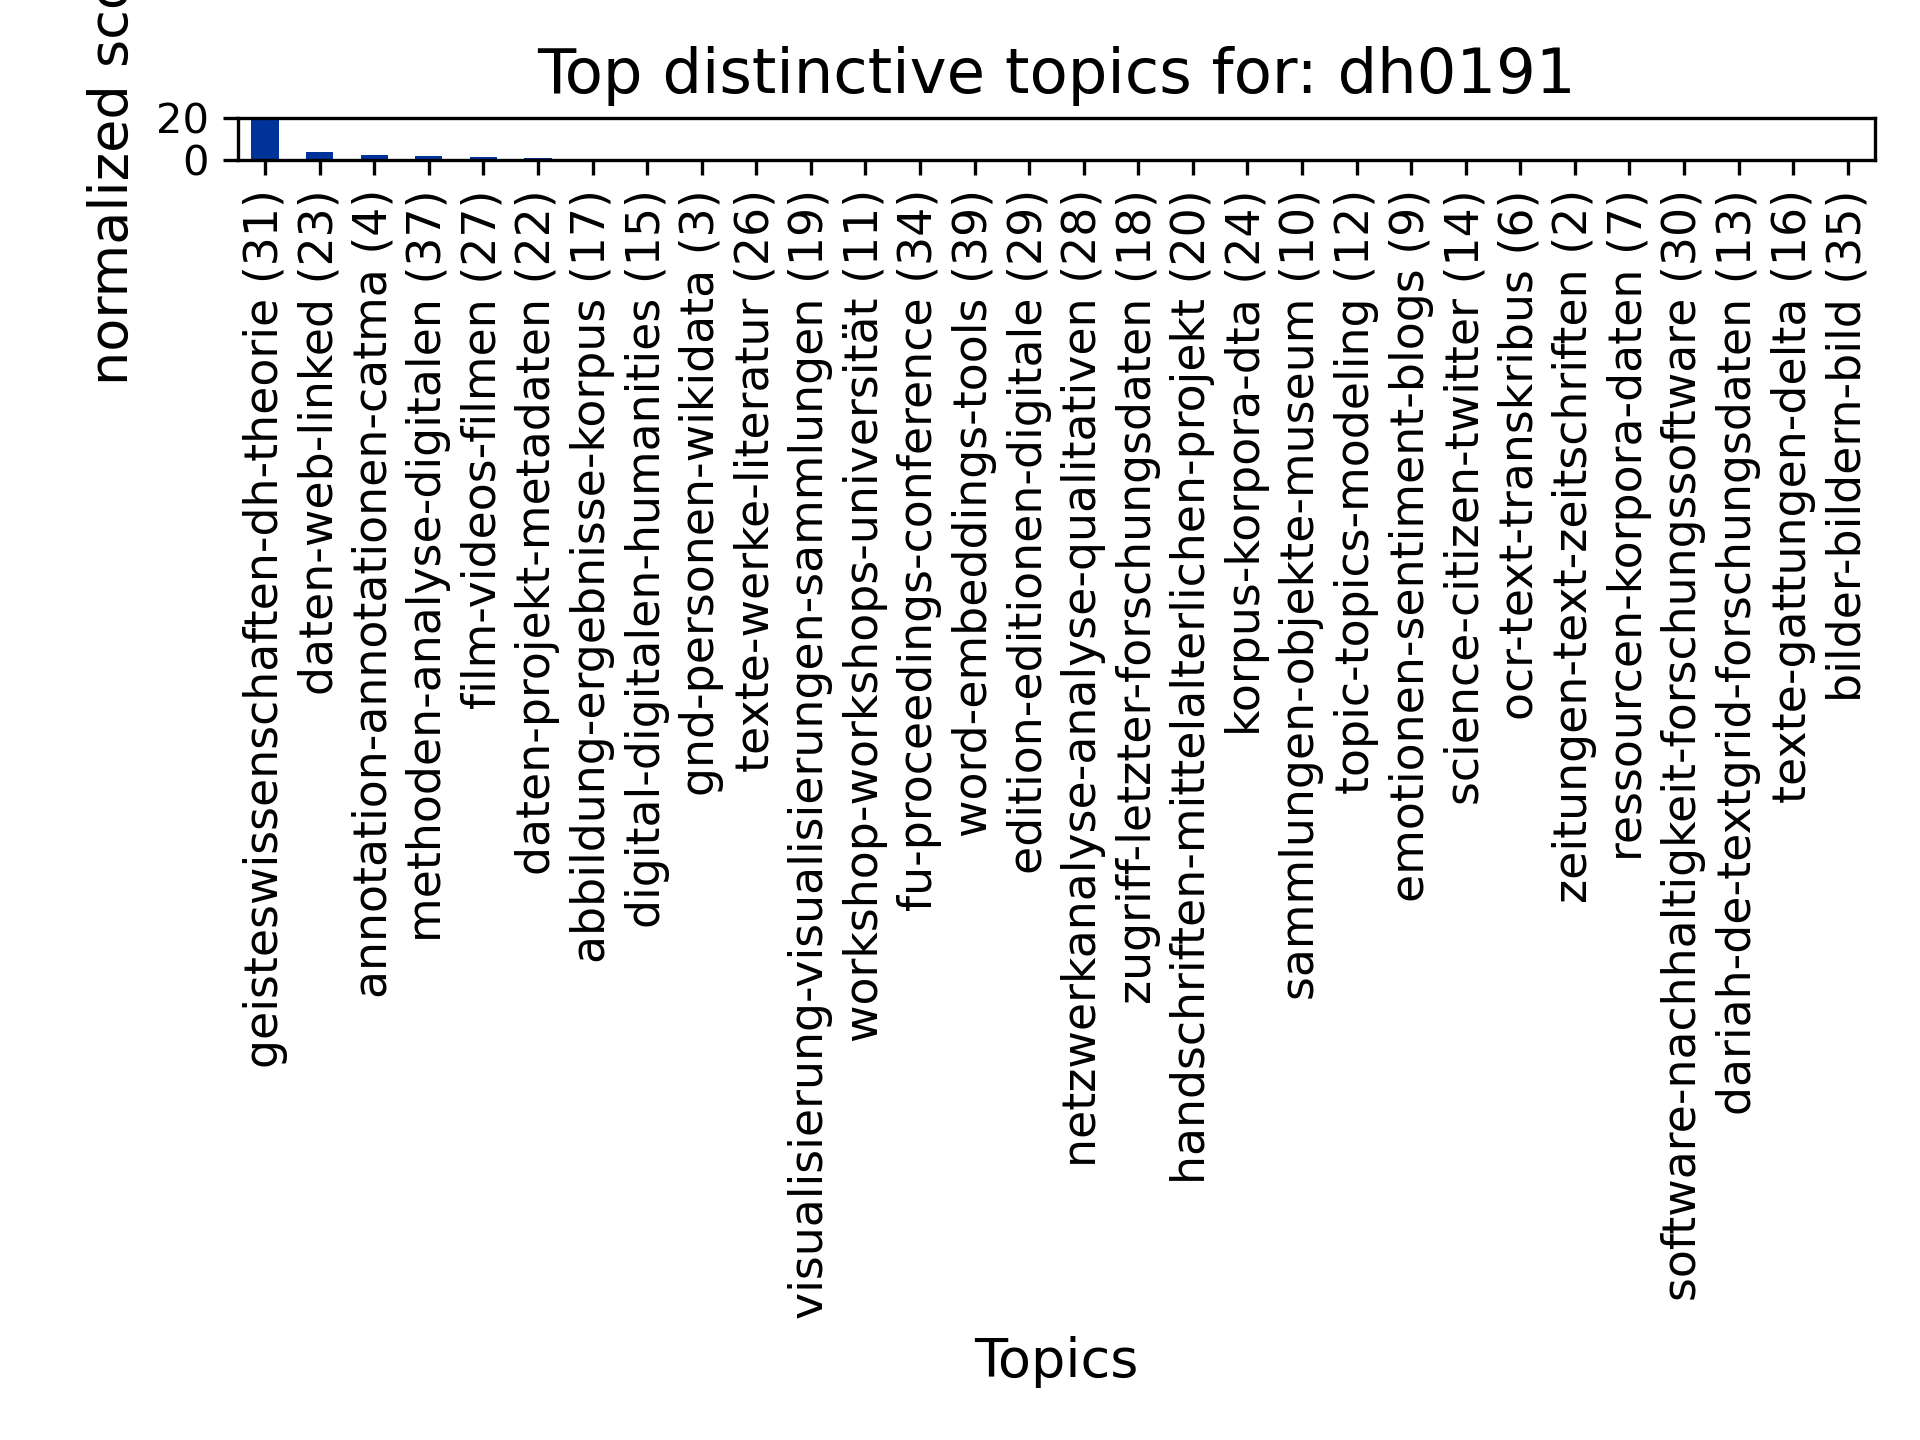 Top distinctive topics for: dh0191
normalized
20
0
geisteswissenschaften-dh-theorie (31)
daten-web-linked (23)
annotation-annotationen-catma (4)
methoden-analyse-digitalen (37)
film-videos-filmen (27)
daten-projekt-metadaten (22)
abbildung-ergebnisse-korpus (17)
digital-digitalen-humanities (15)
gnd-personen-wikidata (3)
texte-werke-literatur (26)
visualisierung-visualisierungen-sammlungen (19)
workshop-workshops-universität (11)
fu-proceedings-conference (34)
word-embeddings-tools (39)
edition-editionen-digitale (29)
netzwerkanalyse-analyse-qualitativen (28)
zugriff-letzter-forschungsdaten (18)
handschriften-mittelalterlichen-projekt (20)
korpus-korpora-dta (24)
sammlungen-objekte-museum (10)
topic-topics-modeling (12)
emotionen-sentiment-blogs (9)
science-citizen-twitter (14)
ocr-text-transkribus (6)
zeitungen-text-zeitschriften (2)
ressourcen-korpora-daten (7)
software-nachhaltigkeit-forschungssoftware (30)
dariah-de-textgrid-forschungsdaten (13)
texte-gattungen-delta (16)
bilder-bildern-bild (35)
Topics